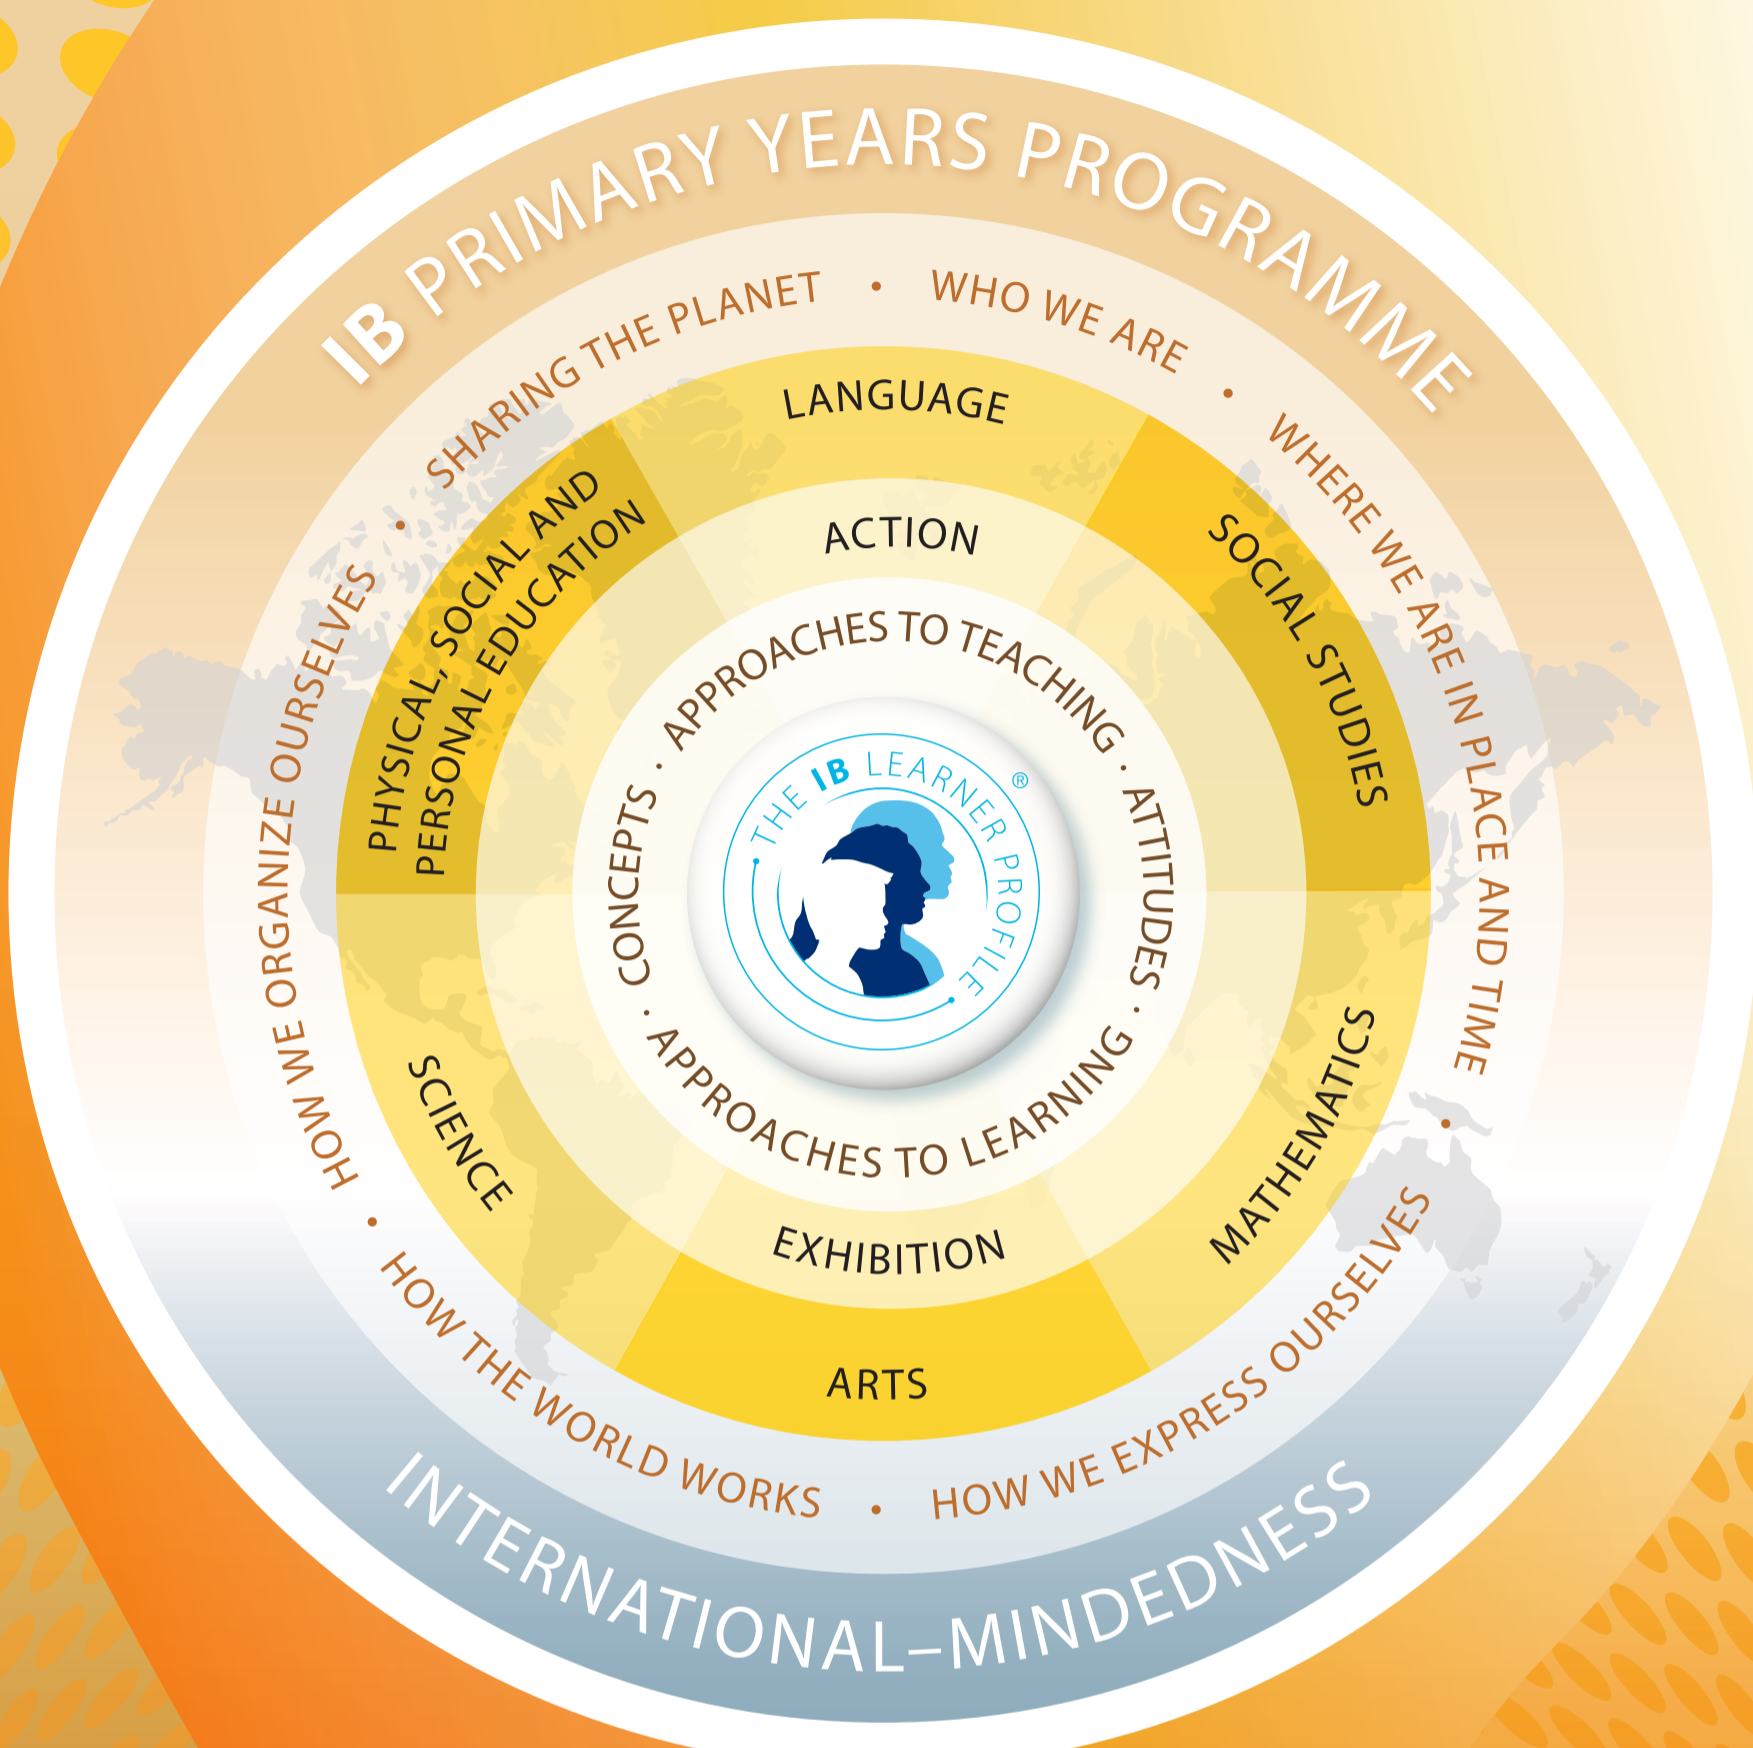 IB PRIMARY YEARS PROGRAMME
SHARING THE PLANET • WHO WE ARE • WHERE WE ARE IN PLACE AND TIME • HOW WE EXPRESS OURSELVES • HOW THE WORLD WORKS • HOW WE ORGANIZE OURSELVES •
LANGUAGE
SOCIAL STUDIES
MATHEMATICS
ARTS
SCIENCE
PHYSICAL, SOCIAL AND
PERSONAL EDUCATION
ACTION
EXHIBITION
APPROACHES TO TEACHING · ATTITUDES · APPROACHES TO LEARNING · CONCEPTS ·
THE IB LEARNER PROFILE ®
INTERNATIONAL–MINDEDNESS